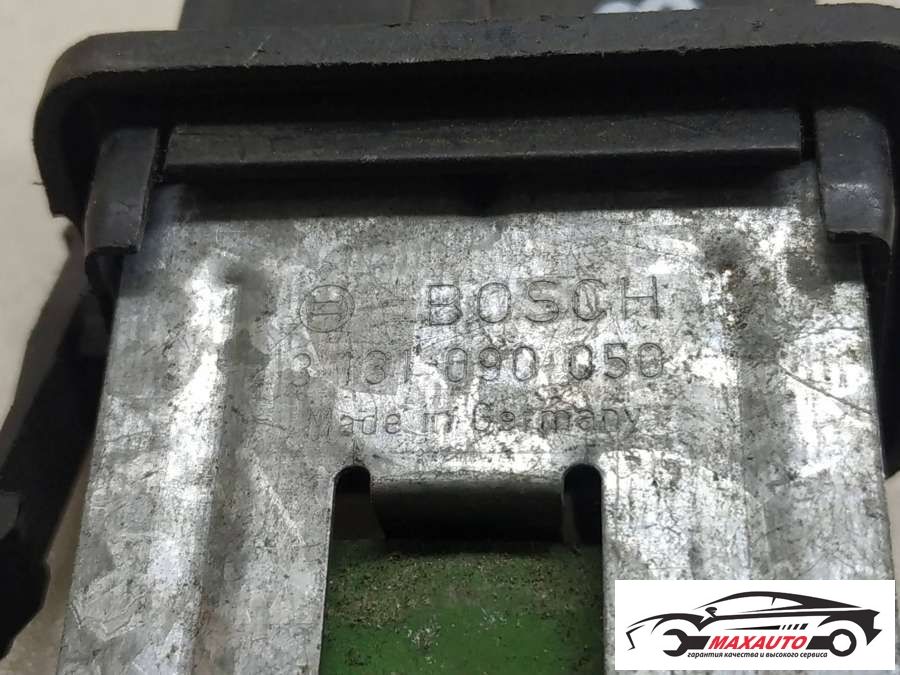 BOSCH
3 131 090 050
Made in Germany
MAXAUTO
гарантия качества и высокого сервиса